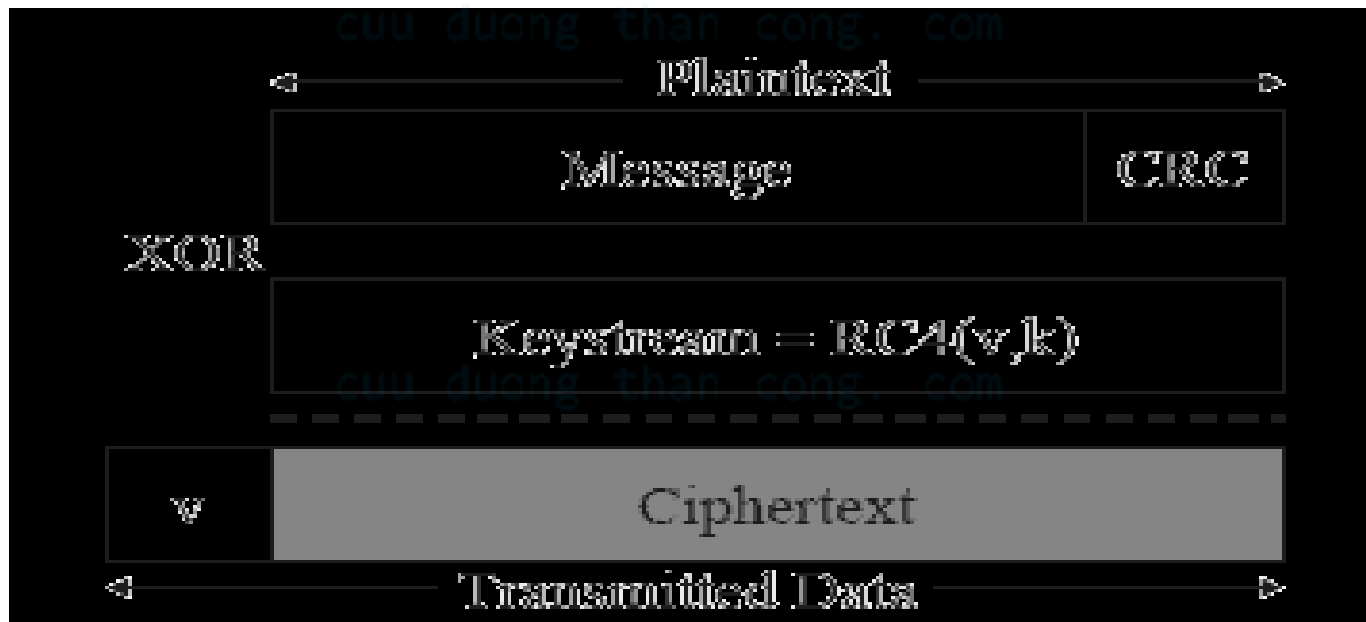 cuu duong than cong. com
Plaintext
Message CRC
XOR
Keystream = RC4(v,k)
cuu duong than cong. com
v Ciphertext
Transmitted Data